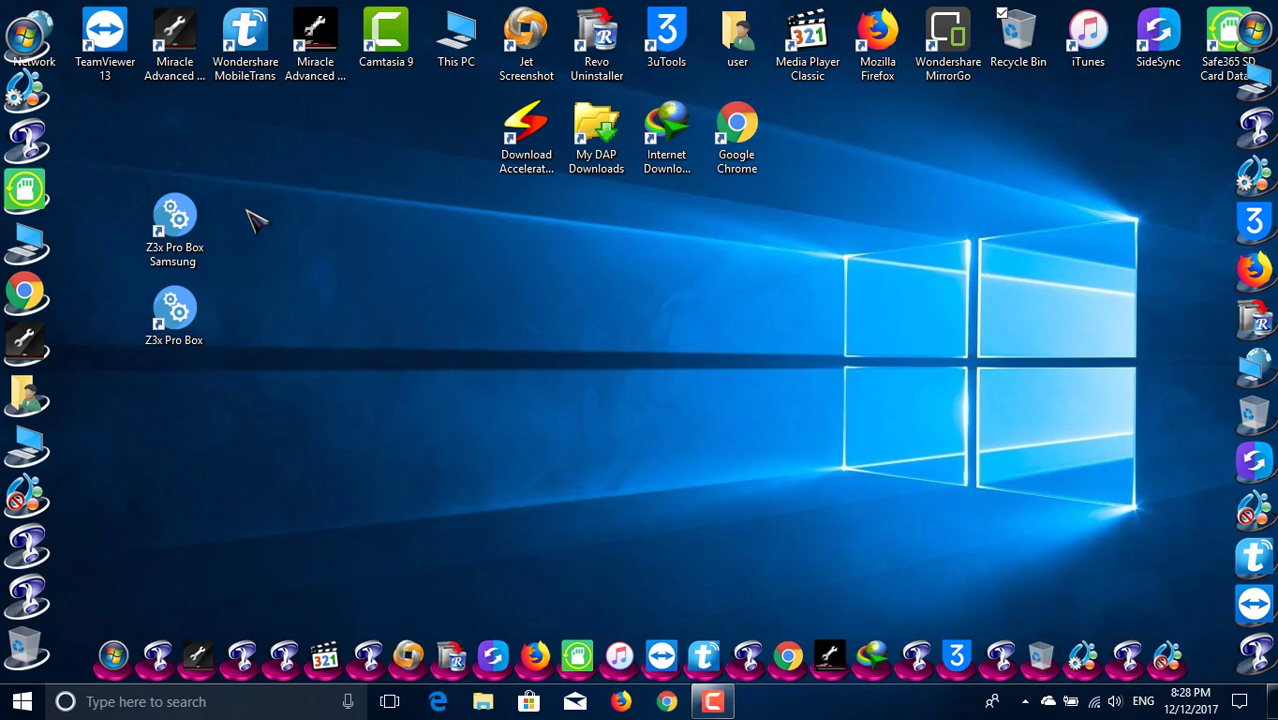 Network
TeamViewer
13
Miracle
Advanced ...
Wondershare
MobileTrans
Miracle
Advanced ...
Camtasia 9
This PC
Jet
Screenshot
Revo
Uninstaller
3uTools
user
Media Player
Classic
Mozilla
Firefox
Wondershare
MirrorGo
Recycle Bin
iTunes
SideSync
Safe365 SD
Card Data
Download
Accelerat...
My DAP
Downloads
Internet
Downlo...
Google
Chrome
Z3x Pro Box
Samsung
Z3x Pro Box
321
321
Type here to search
ENG
8:28 PM
12/12/2017